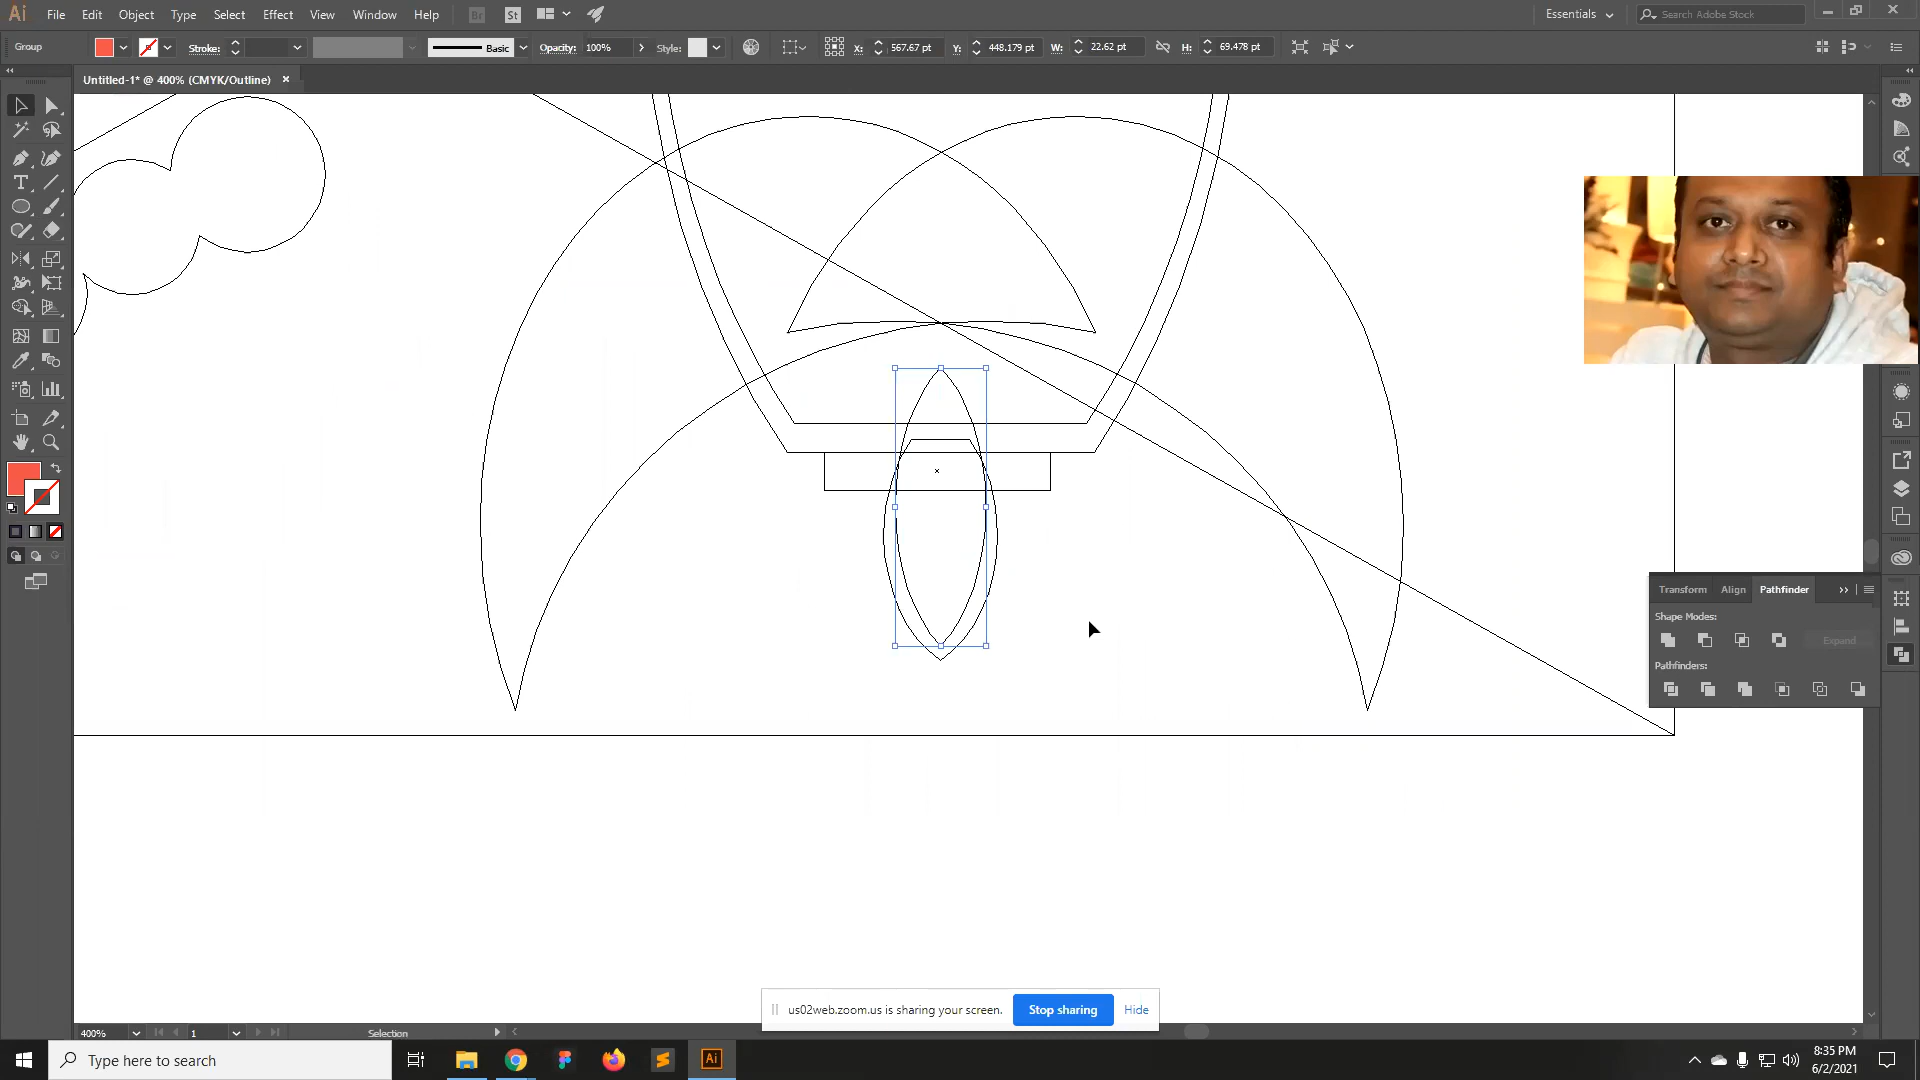 Ai File Edit Object Type Select Effect View Window Help Br St Essentials Search Adobe Stock
Group Stroke: Basic Opacity: 100% Style: X: 567.67 pt Y: 448.179 pt W: 22.62 pt H: 69.478 pt
Untitled-1* @ 400% (CMYK/Outline)
Transform Align Pathfinder
Shape Modes:
Expand
Pathfinders:
us02web.zoom.us is sharing your screen. Stop sharing Hide
400% 1 Selection
Type here to search Ai 8:35 PM
6/2/2021